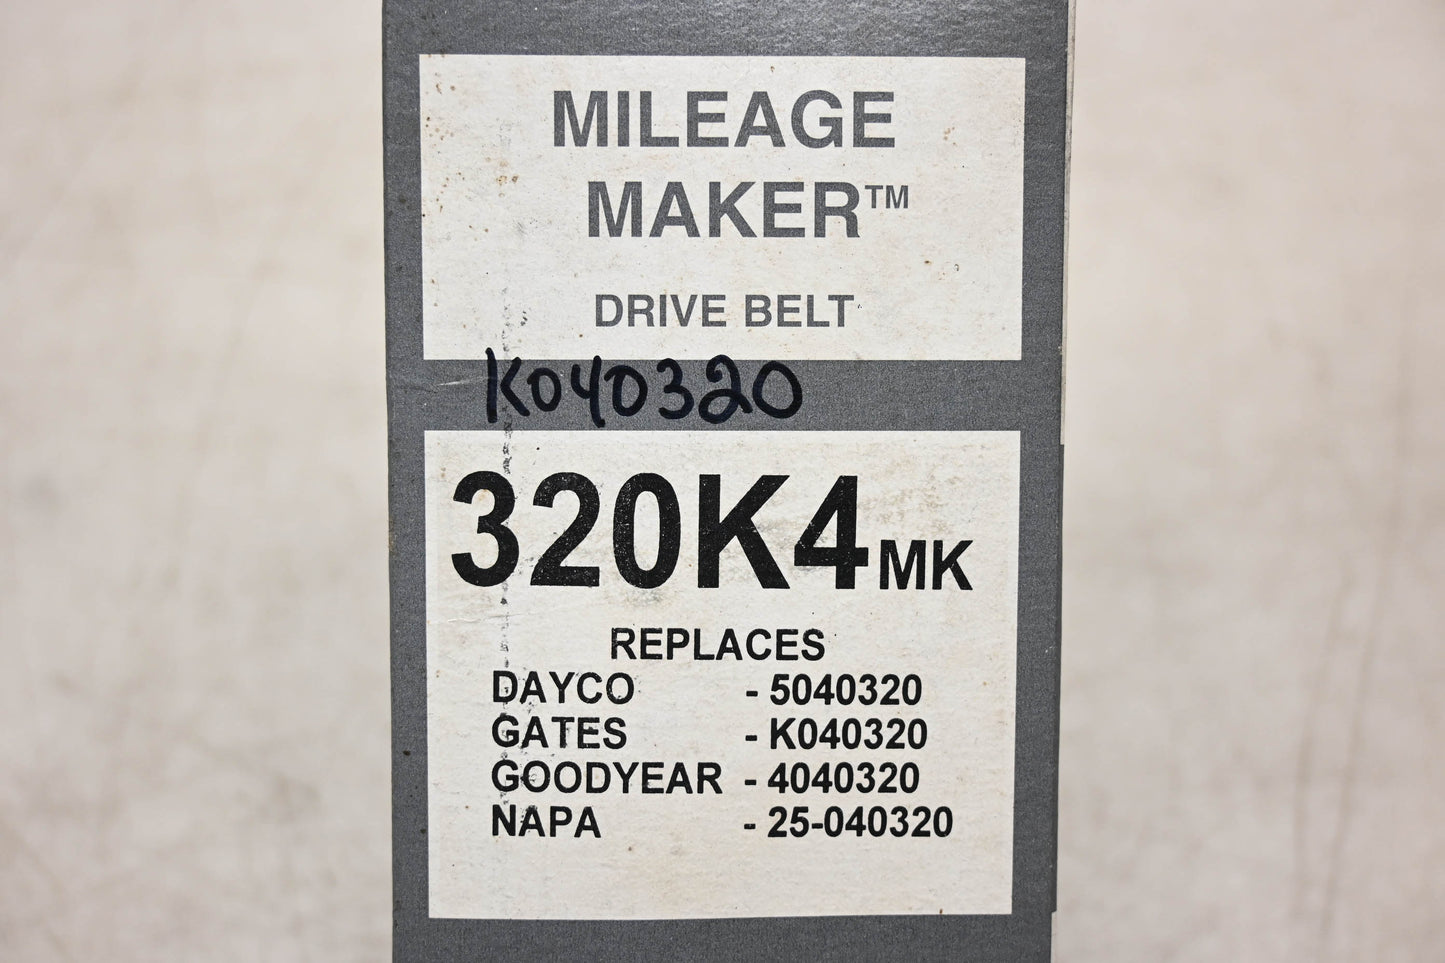 MILEAGE
MAKER™
DRIVE BELT
K040320
320K4MK
REPLACES
DAYCO - 5040320
GATES - K040320
GOODYEAR - 4040320
NAPA - 25-040320